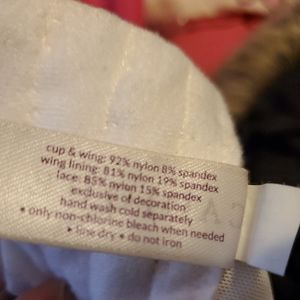 cup & wing: 92% nylon 8% spandex
wing lining: 81% nylon 19% spandex
lace: 85% nylon 15% spandex
exclusive of decoration
hand wash cold separately
• only non-chlorine bleach when needed
• line dry • do not iron